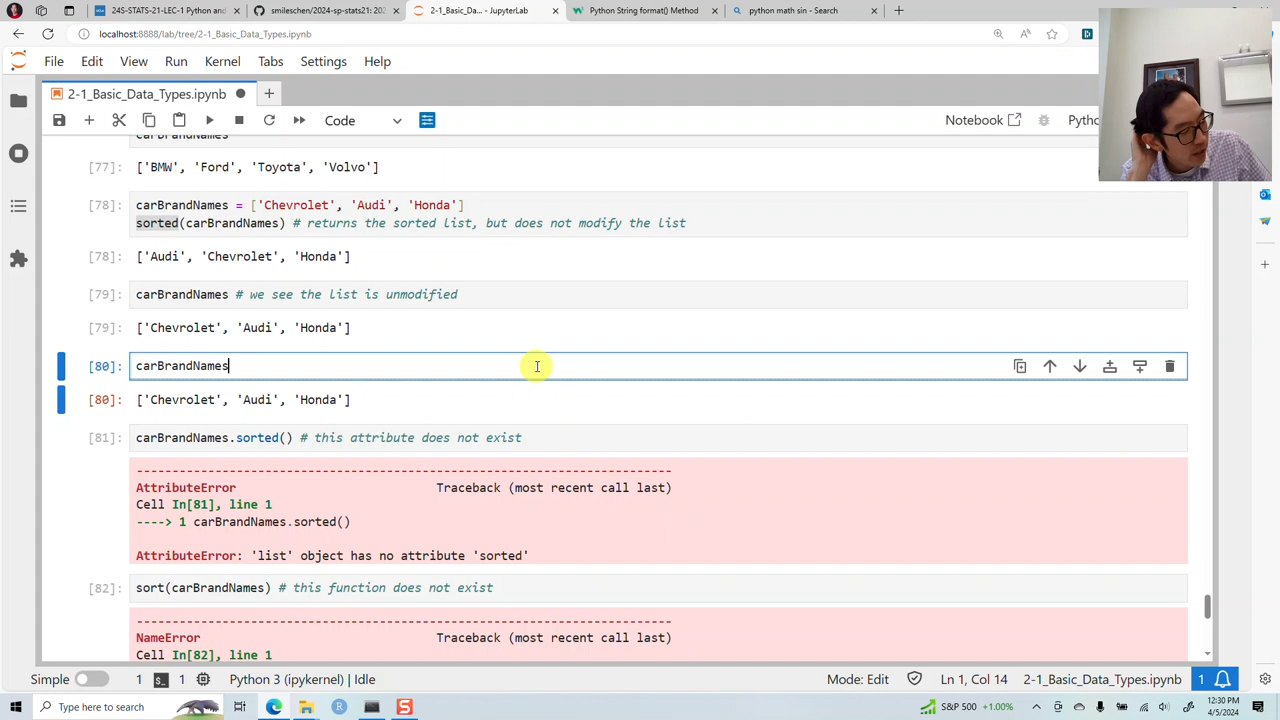 24S-STATS-21-LEC-1 Python and
smileschen/2024-sp-stats21: 202
2-1_Basic_Da... - JupyterLab
Python String format() Method
python math sin - Search
localhost:8888/lab/tree/2-1_Basic_Data_Types.ipynb
File Edit View Run Kernel Tabs Settings Help
2-1_Basic_Data_Types.ipynb
Code
Notebook
Pytho
carBrandNames
[77]: ['BMW', 'Ford', 'Toyota', 'Volvo']
[78]: carBrandNames = ['Chevrolet', 'Audi', 'Honda']
sorted(carBrandNames) # returns the sorted list, but does not modify the list
[78]: ['Audi', 'Chevrolet', 'Honda']
[79]: carBrandNames # we see the list is unmodified
[79]: ['Chevrolet', 'Audi', 'Honda']
[80]: carBrandNames
[80]: ['Chevrolet', 'Audi', 'Honda']
[81]: carBrandNames.sorted() # this attribute does not exist
---------------------------------------------------------------------------
AttributeError Traceback (most recent call last)
Cell In[81], line 1
----> 1 carBrandNames.sorted()
AttributeError: 'list' object has no attribute 'sorted'
[82]: sort(carBrandNames) # this function does not exist
---------------------------------------------------------------------------
NameError Traceback (most recent call last)
Cell In[82], line 1
Simple 1 1 Python 3 (ipykernel) | Idle Mode: Edit Ln 1, Col 14 2-1_Basic_Data_Types.ipynb 1
Type here to search
S&P 500 +1.00%
12:30 PM
4/5/2024